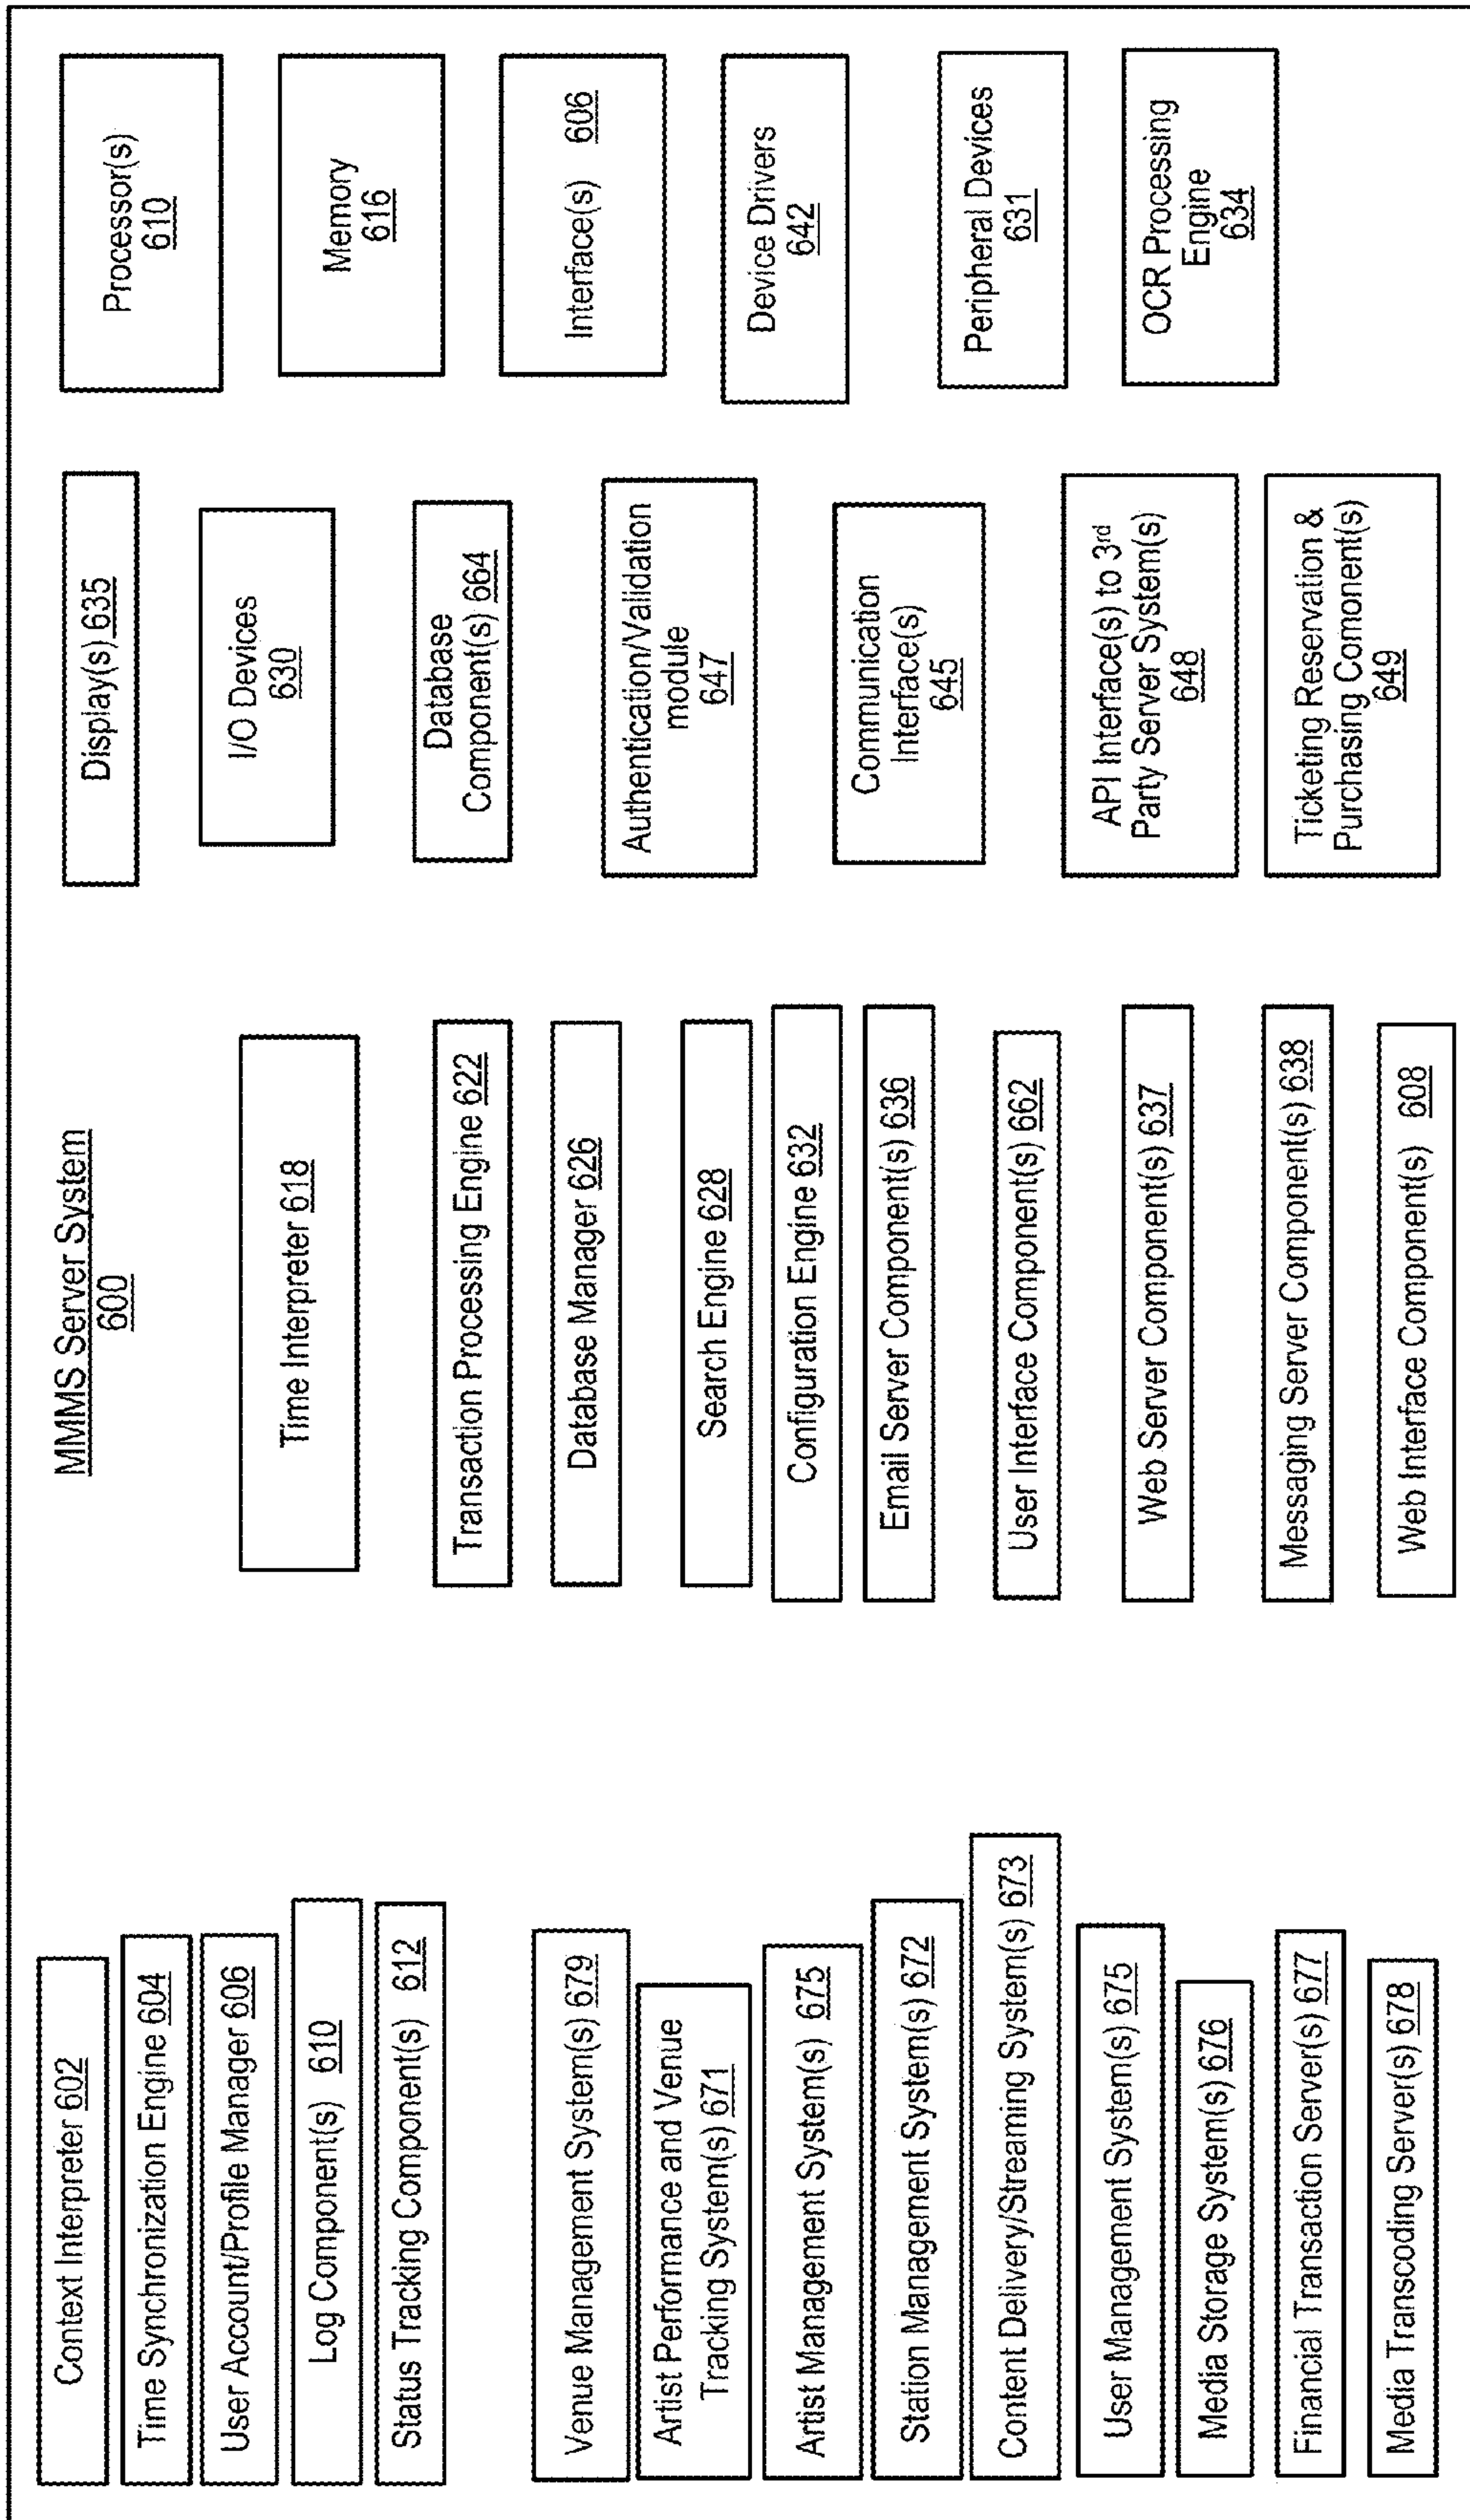 MMMS Server System
600
Context Interpreter 602
Time Synchronization Engine 604
User Account/Profile Manager 606
Log Component(s) 610
Status Tracking Component(s) 612
Venue Management System(s) 679
Artist Performance and Venue
Tracking System(s) 671
Artist Management System(s) 675
Station Management System(s) 672
Content Delivery/Streaming System(s) 673
User Management System(s) 675
Media Storage System(s) 676
Financial Transaction Server(s) 677
Media Transcoding Server(s) 678
Time Interpreter 618
Transaction Processing Engine 622
Database Manager 626
Search Engine 628
Configuration Engine 632
Email Server Component(s) 636
User Interface Component(s) 662
Web Server Component(s) 637
Messaging Server Component(s) 638
Web Interface Component(s) 608
Display(s) 635
I/O Devices
630
Database
Component(s) 664
Authentication/Validation
module
647
Communication
Interface(s)
645
API Interface(s) to 3rd
Party Server System(s)
648
Ticketing Reservation &
Purchasing Comonent(s)
649
Processor(s)
610
Memory
616
Interface(s) 606
Device Drivers
642
Peripheral Devices
631
OCR Processing
Engine
634